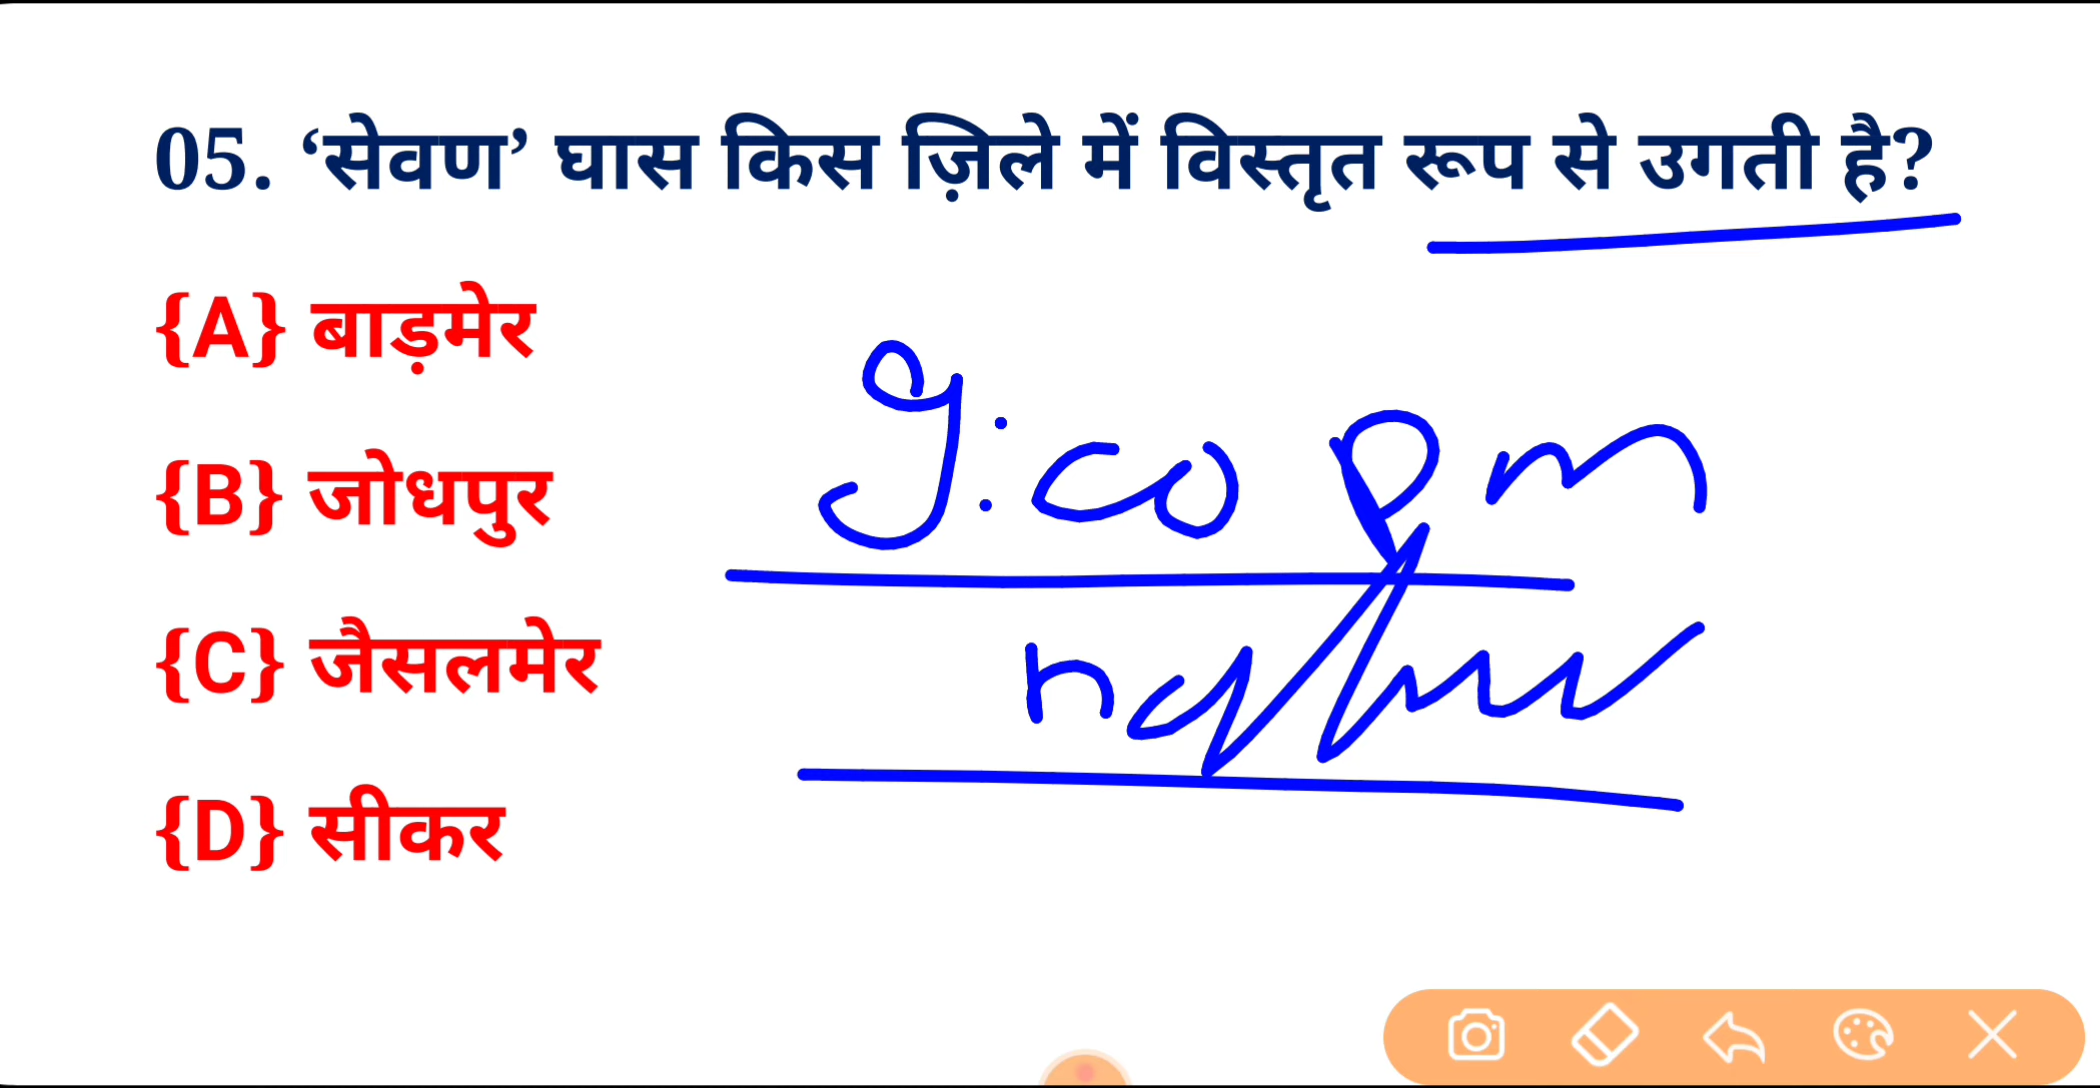 05. ‘सेवण’ घास किस ज़िले में विस्तृत रूप से उगती है?
{A} बाड़मेर
{B} जोधपुर
{C} जैसलमेर
{D} सीकर
9:00 pm